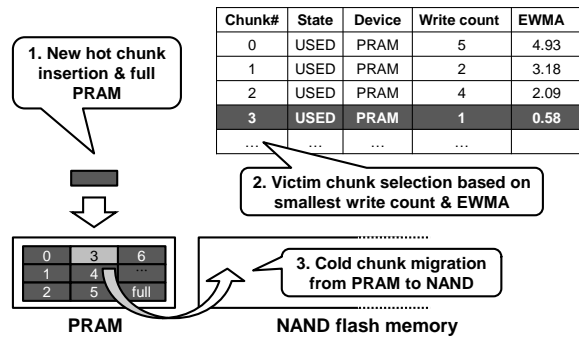 Chunk# State Device Write count EWMA
0 USED PRAM 5 4.93
1 USED PRAM 2 3.18
2 USED PRAM 4 2.09
3 USED PRAM 1 0.58
… … … …
1. New hot chunk
insertion & full
PRAM
2. Victim chunk selection based on
smallest write count & EWMA
0 3 6
1 4 …
2 5 full
3. Cold chunk migration
from PRAM to NAND
PRAM
NAND flash memory